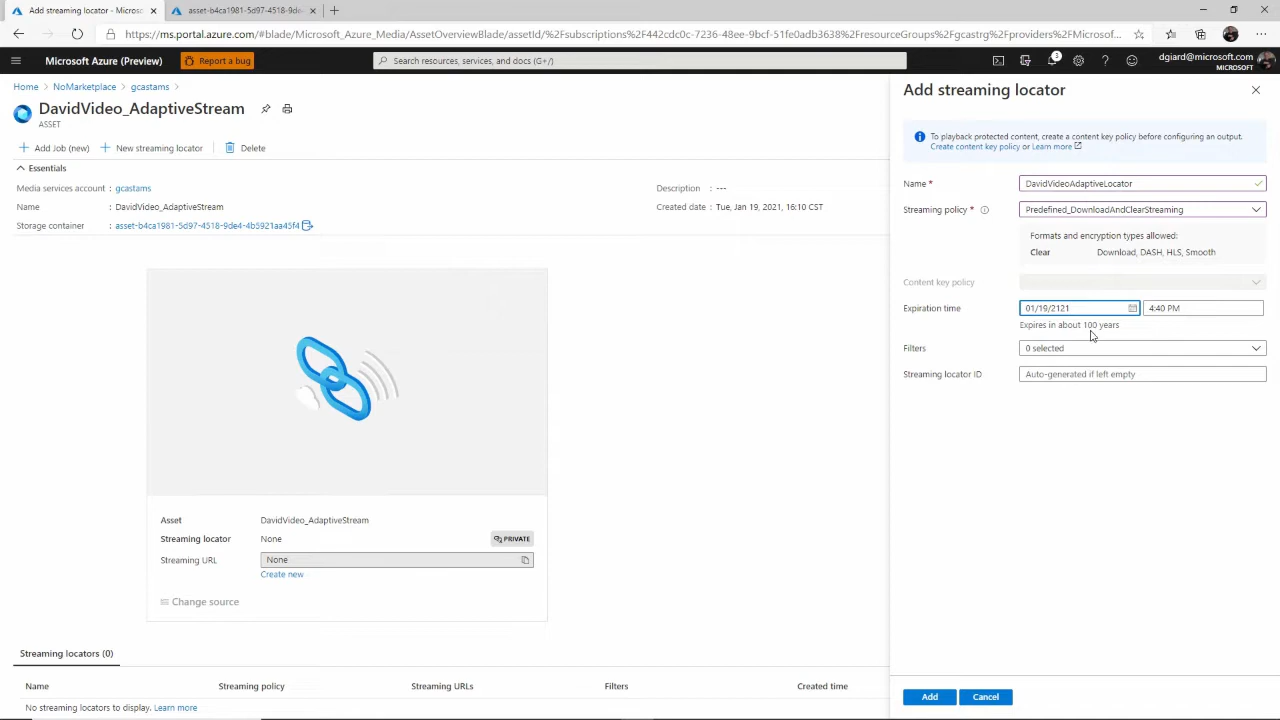 Add streaming locator - Microso
asset-b4ca1981-5d97-4518-9de4-
https://ms.portal.azure.com/#blade/Microsoft_Azure_Media/AssetOverviewBlade/assetId/%2Fsubscriptions%2F442cdc0c-7236-48ee-9bcf-51fe0adb3638%2FresourceGroups%2Fgcastrg%2Fproviders%2FMicrosoft...
Microsoft Azure (Preview)
Report a bug
Search resources, services, and docs (G+/)
3
dgiard@microsoft.com
MICROSOFT
Home > NoMarketplace > gcastams >
DavidVideo_AdaptiveStream
ASSET
Add Job (new)
New streaming locator
Delete
Essentials
Media services account : gcastams
Description : ---
Name : DavidVideo_AdaptiveStream
Created date : Tue, Jan 19, 2021, 16:10 CST
Storage container : asset-b4ca1981-5d97-4518-9de4-4b5921aa45f4
Asset DavidVideo_AdaptiveStream
Streaming locator None
PRIVATE
Streaming URL None
Create new
Change source
Streaming locators (0)
Name Streaming policy Streaming URLs Filters Created time
No streaming locators to display. Learn more
Add streaming locator
To playback protected content, create a content key policy before configuring an output.
Create content key policy or Learn more
Name * DavidVideoAdaptiveLocator
Streaming policy * Predefined_DownloadAndClearStreaming
Formats and encryption types allowed:
Clear Download, DASH, HLS, Smooth
Content key policy
Expiration time 01/19/2121 4:40 PM
Expires in about 100 years
Filters 0 selected
Streaming locator ID Auto-generated if left empty
Add
Cancel